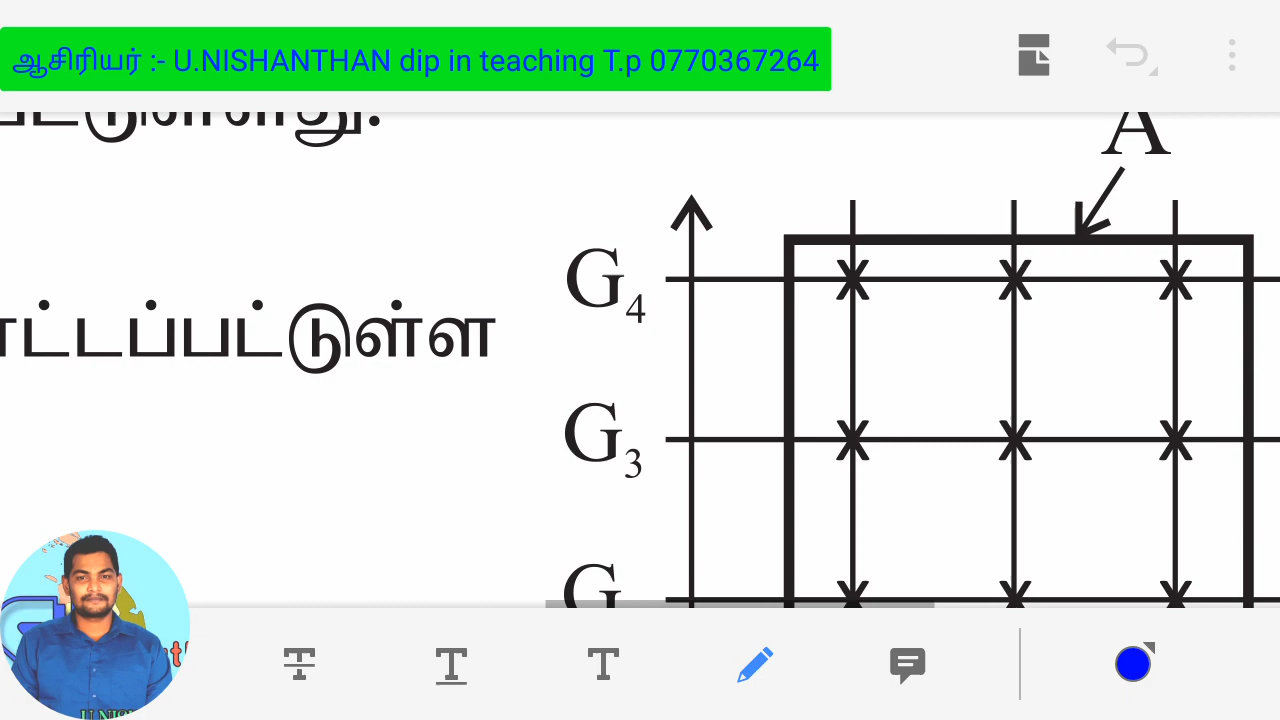 ஆசிரியர் :- U.NISHANTHAN dip in teaching T.p 0770367264
A
G4
ட்டப்பட்டுள்ள
G3
G